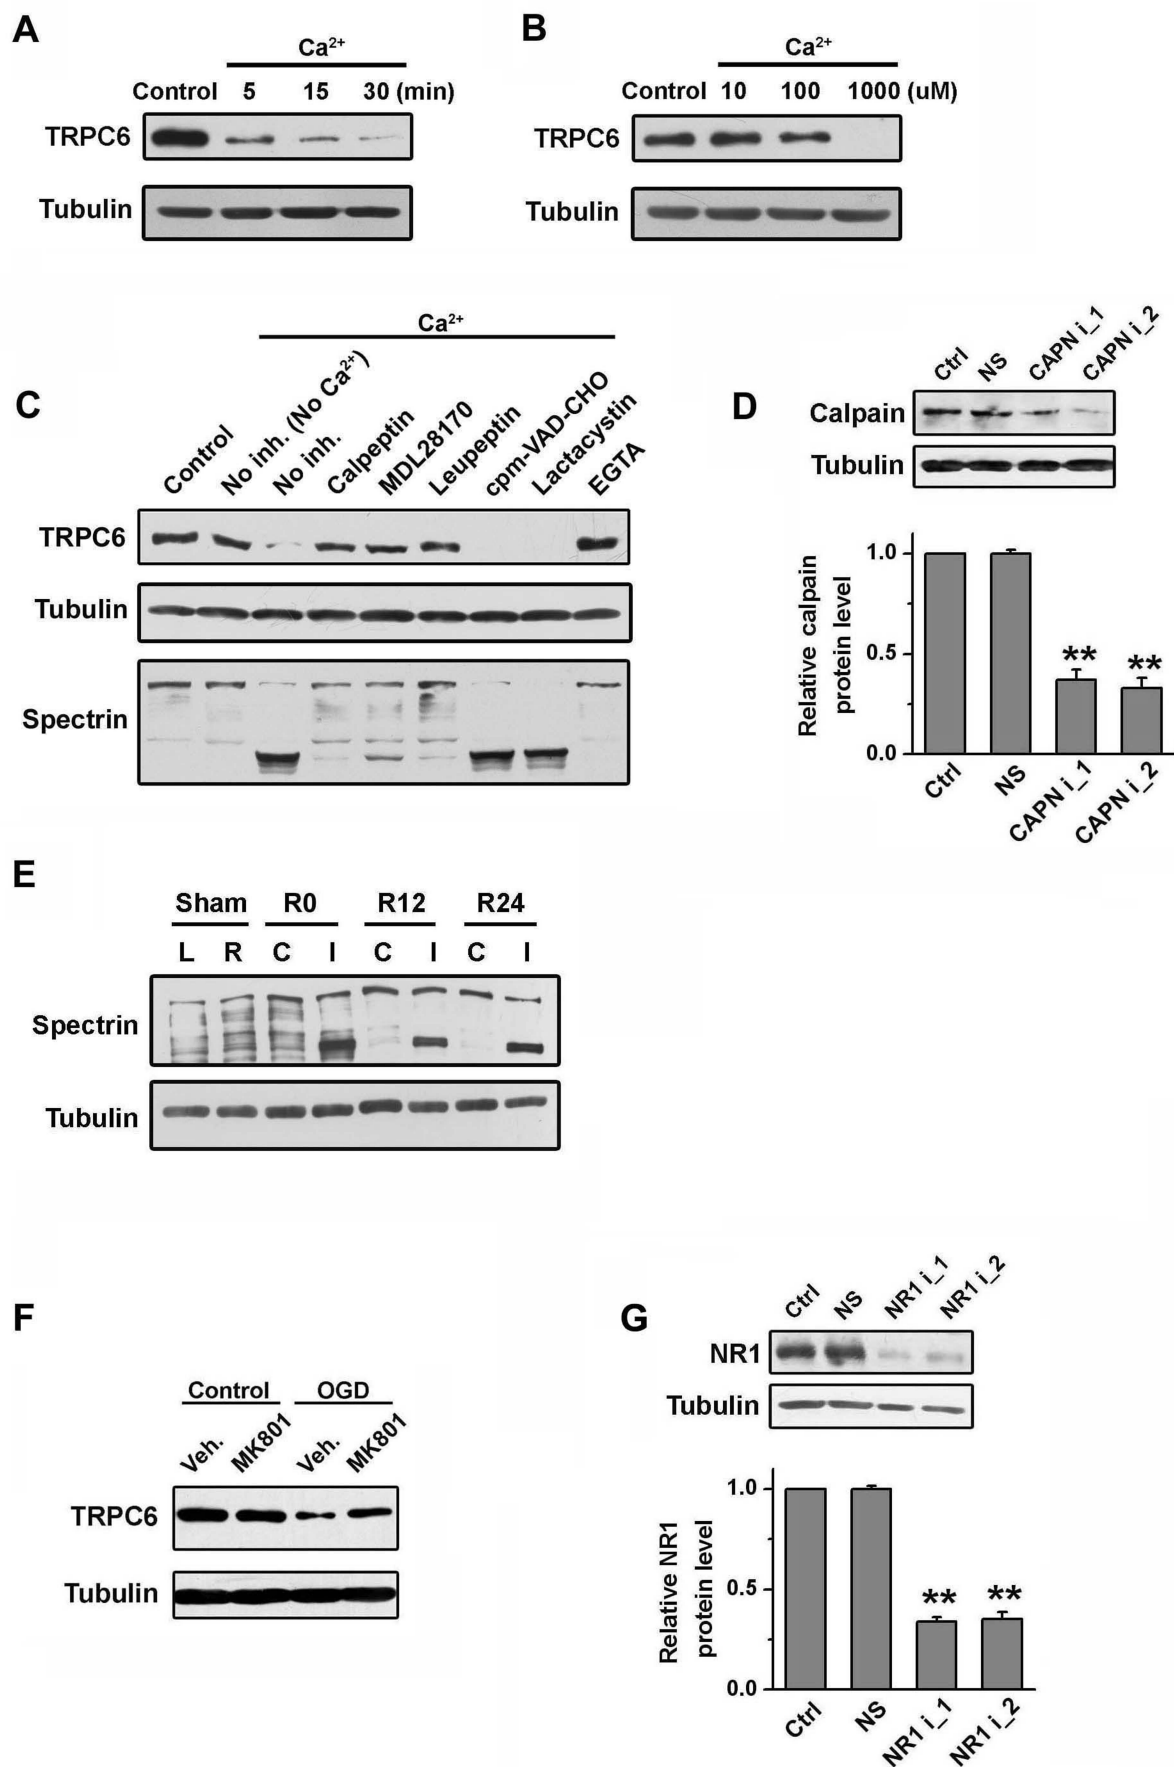 A
Ca²⁺
Control 5 15 30 (min)
TRPC6
Tubulin
B
Ca²⁺
Control 10 100 1000 (uM)
TRPC6
Tubulin
C
Ca²⁺
Control
No inh. (No Ca²⁺)
No inh.
Calpeptin
MDL28170
Leupeptin
cpm-VAD-CHO
Lactacystin
EGTA
TRPC6
Tubulin
Spectrin
D
Ctrl NS CAPN i_1 CAPN i_2
Calpain
Tubulin
Relative calpain
protein level
1.0
0.5
0.0
** **
Ctrl NS CAPN i_1 CAPN i_2
E
Sham R0 R12 R24
L R C I C I C I
Spectrin
Tubulin
F
Control OGD
Veh. MK801 Veh. MK801
TRPC6
Tubulin
G
Ctrl NS NR1 i_1 NR1 i_2
NR1
Tubulin
Relative NR1
protein level
1.0
0.5
0.0
** **
Ctrl NS NR1 i_1 NR1 i_2